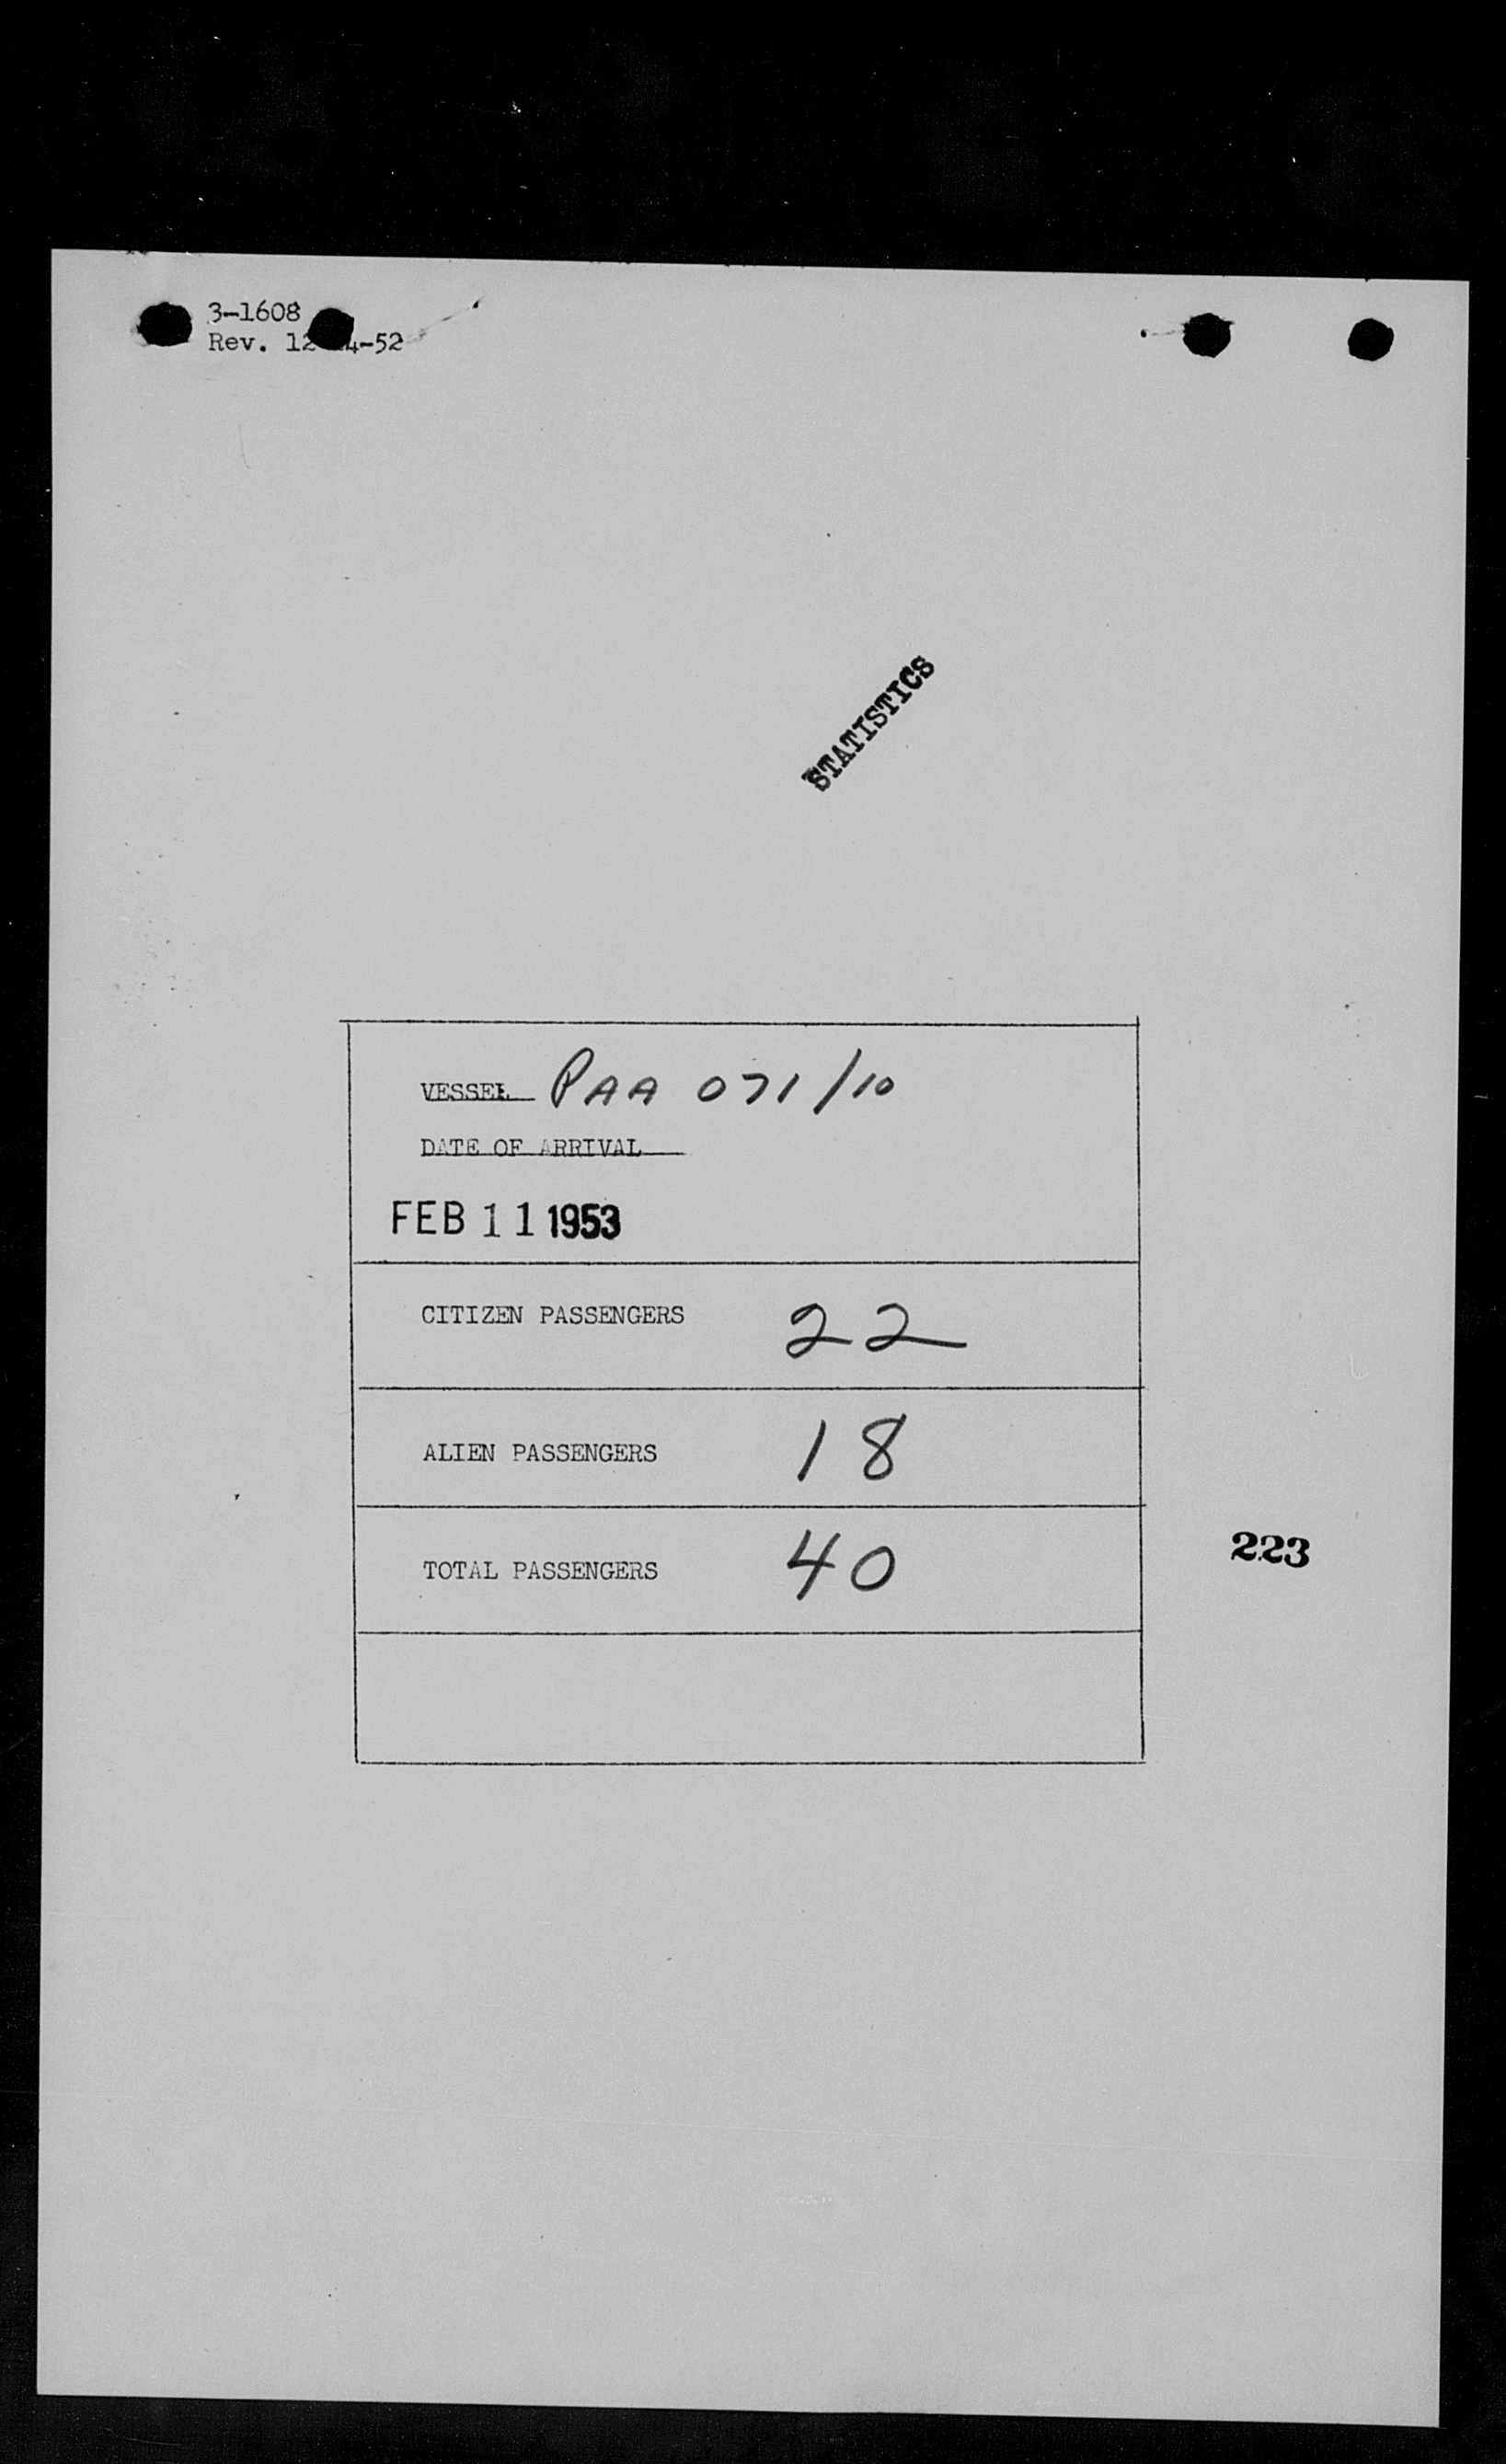 3-1608
Rev. 12 4-52
STATISTICS
VESSEL PAA 071/10
DATE OF ARRIVAL
FEB 11 1953
CITIZEN PASSENGERS 22
ALIEN PASSENGERS 18
223
TOTAL PASSENGERS 40